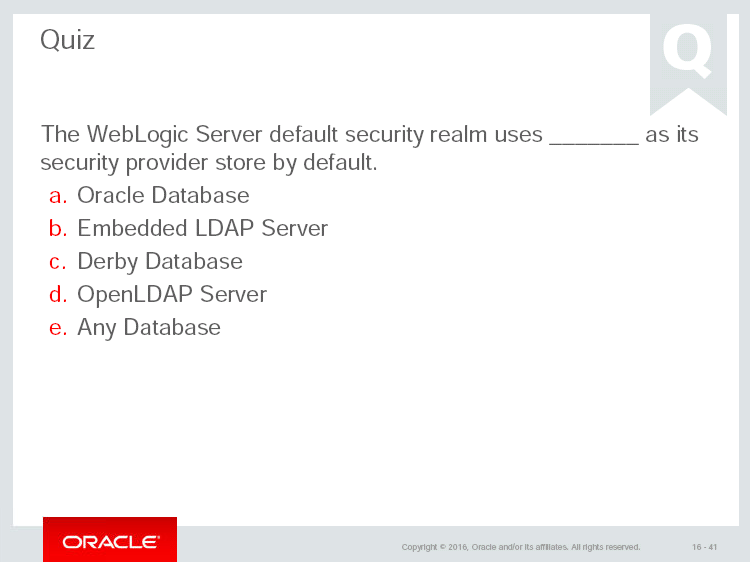 Quiz
Q
The WebLogic Server default security realm uses _______ as its
security provider store by default.
a. Oracle Database
b. Embedded LDAP Server
c. Derby Database
d. OpenLDAP Server
e. Any Database
ORACLE
Copyright © 2016, Oracle and/or its affiliates. All rights reserved.
16 - 41